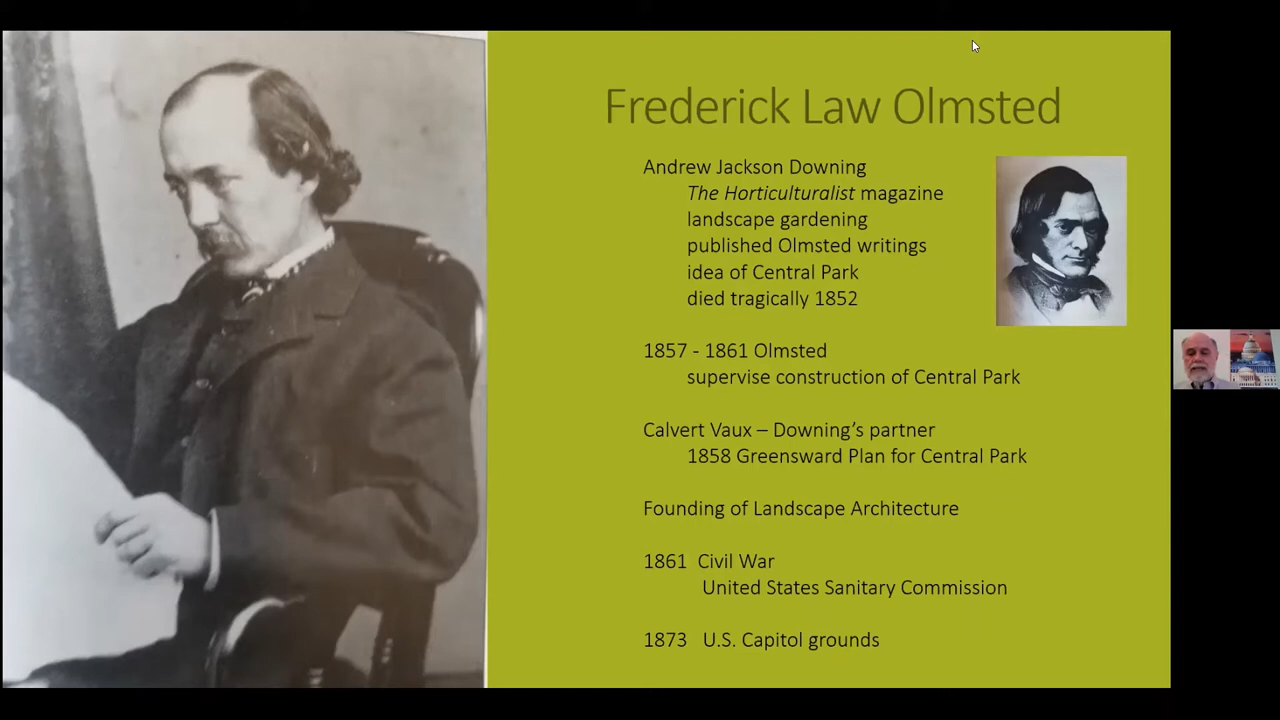 Frederick Law Olmsted
Andrew Jackson Downing
The Horticulturalist magazine
landscape gardening
published Olmsted writings
idea of Central Park
died tragically 1852
1857 - 1861 Olmsted
supervise construction of Central Park
Calvert Vaux – Downing’s partner
1858 Greensward Plan for Central Park
Founding of Landscape Architecture
1861 Civil War
United States Sanitary Commission
1873 U.S. Capitol grounds